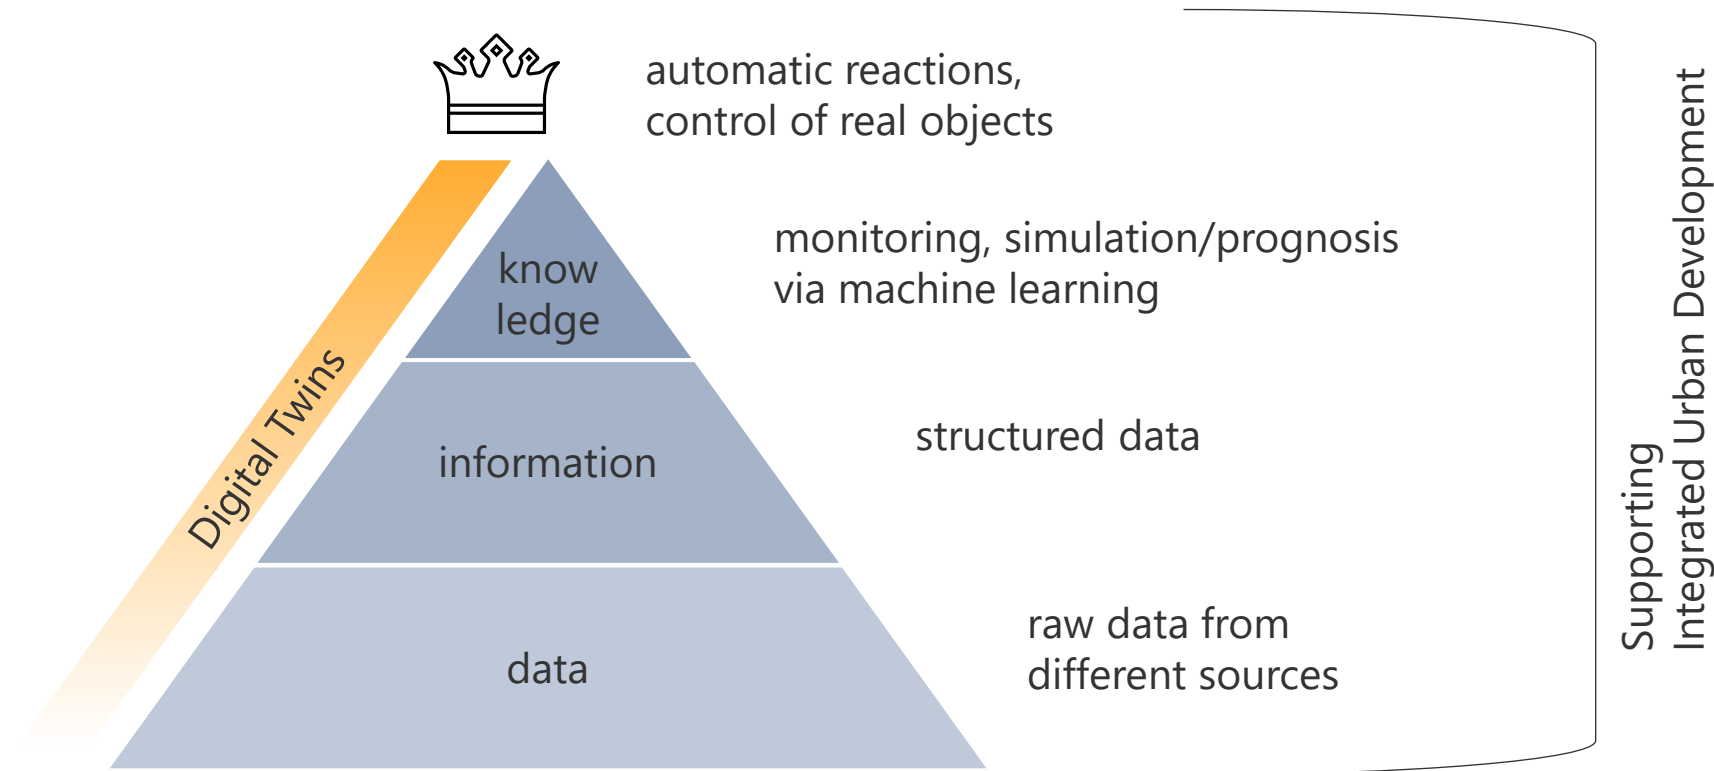 automatic reactions,
control of real objects
know
ledge
monitoring, simulation/prognosis
via machine learning
Digital Twins
information
structured data
data
raw data from
different sources
Supporting
Integrated Urban Development